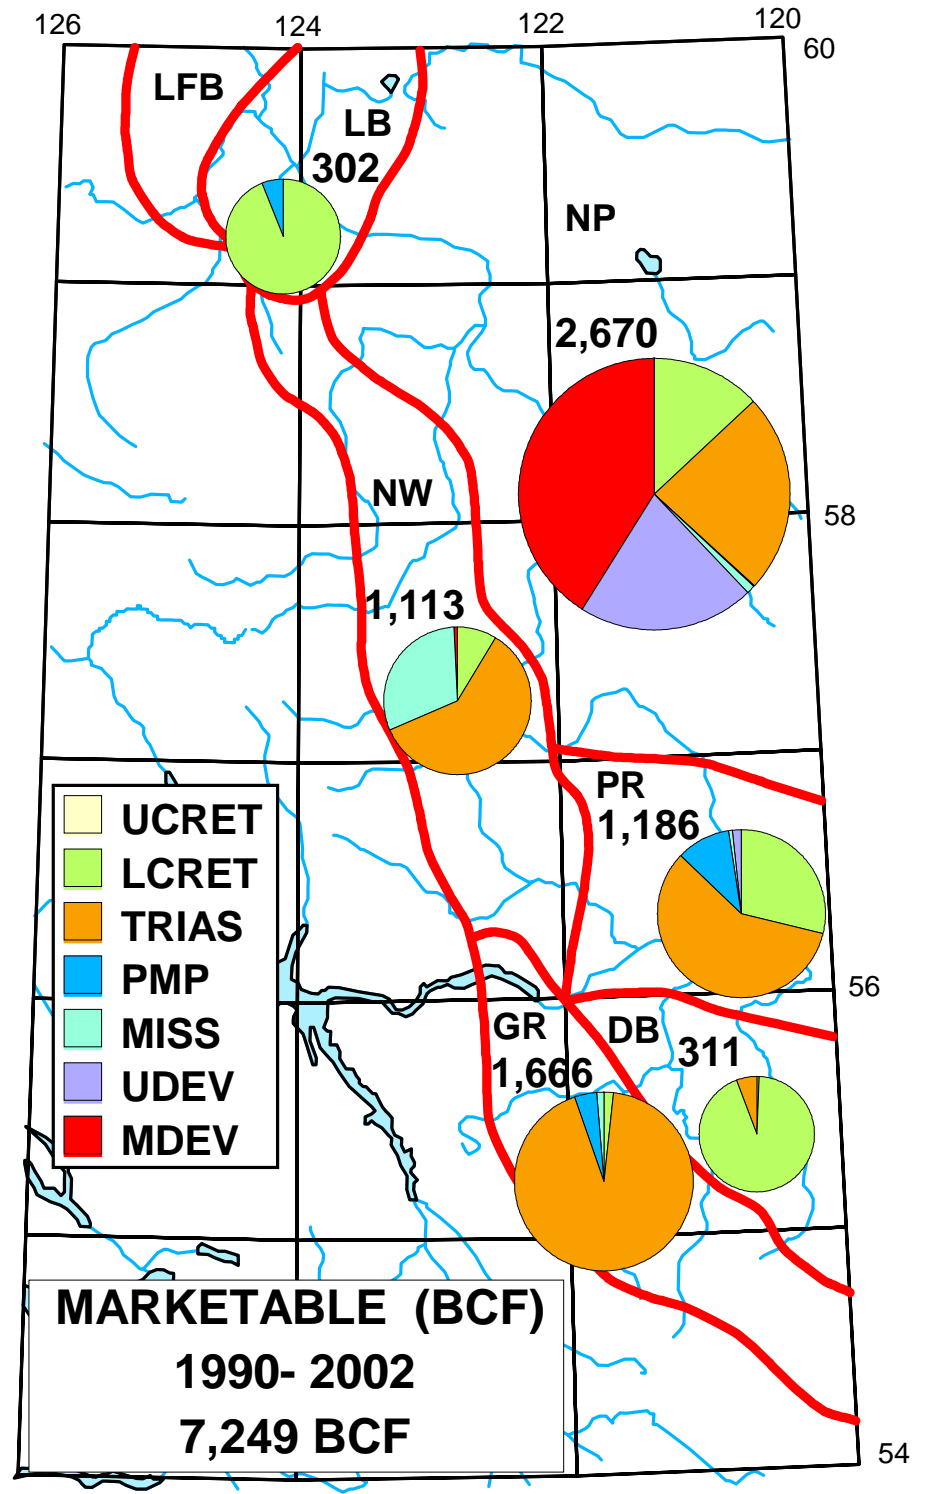 126 124 122 120
60
LFB
LB
302
NP
2,670
NW
58
1,113
PR
1,186
UCRET
LCRET
TRIAS
PMP
MISS
UDEV
MDEV
56
GR
DB
311
1,666
MARKETABLE (BCF)
1990- 2002
7,249 BCF
54